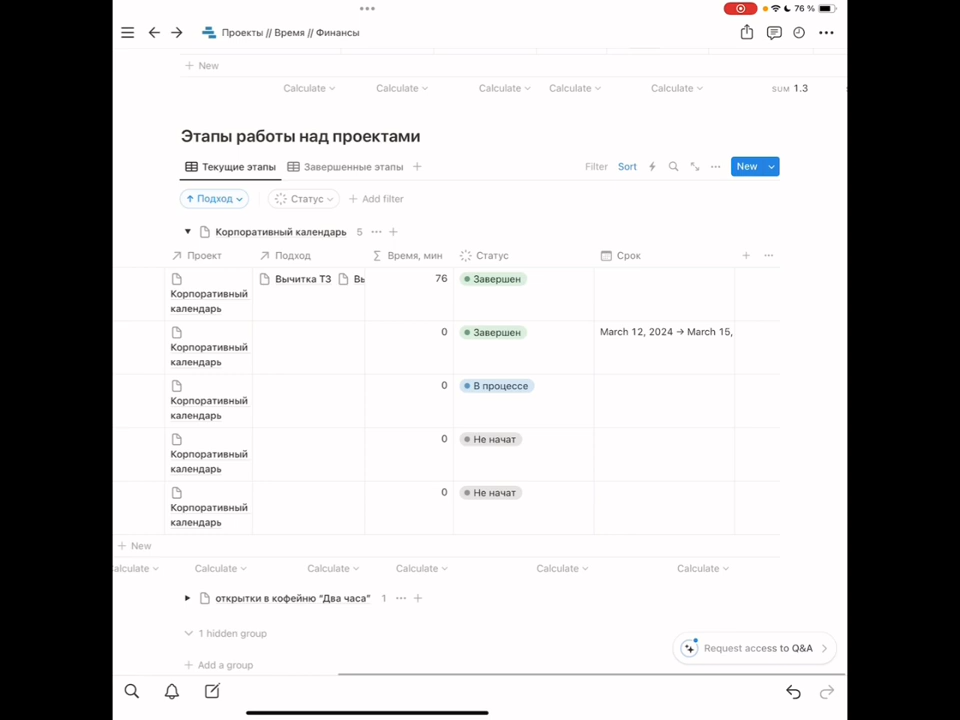 76 %
Проекты // Время // Финансы
New
Calculate Calculate Calculate Calculate Calculate SUM 1.3
Этапы работы над проектами
Текущие этапы Завершенные этапы Filter Sort New
Подход Статус Add filter
Корпоративный календарь 5
Проект Подход Время, мин Статус Срок
Корпоративный календарь Вычитка ТЗ Вы 76 Завершен
Корпоративный календарь 0 Завершен March 12, 2024 → March 15,
Корпоративный календарь 0 В процессе
Корпоративный календарь 0 Не начат
Корпоративный календарь 0 Не начат
New
Calculate Calculate Calculate Calculate Calculate Calculate
открытки в кофейню “Два часа” 1
1 hidden group
Request access to Q&A
Add a group